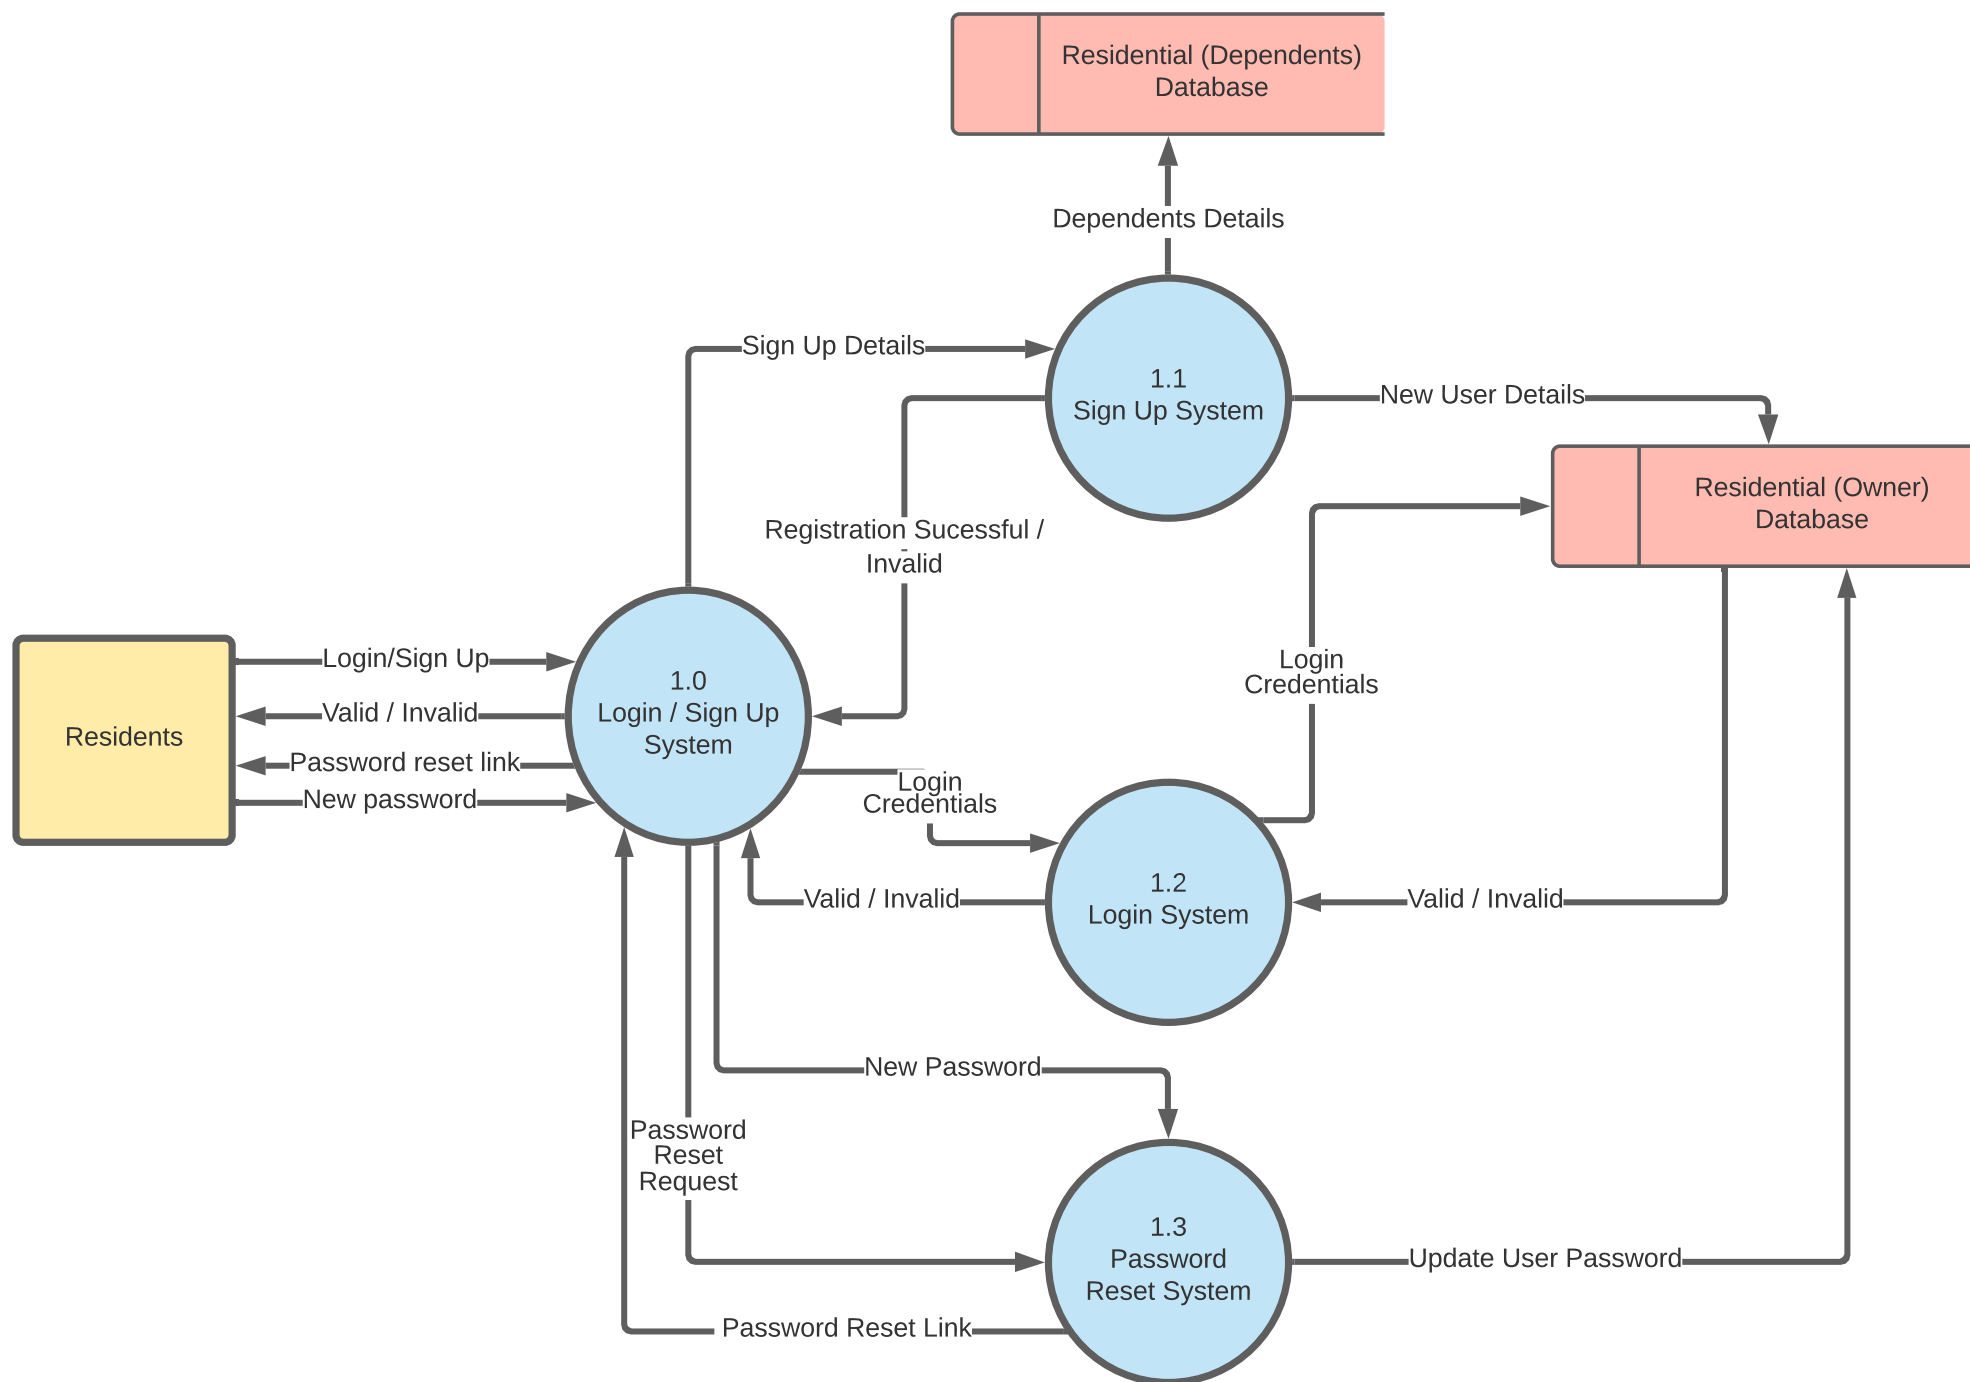 Residential (Dependents)
Database
Dependents Details
Sign Up Details
1.1
Sign Up System
New User Details
Residential (Owner)
Database
Registration Sucessful /
Invalid
Login
Credentials
Residents
Login/Sign Up
Valid / Invalid
Password reset link
New password
1.0
Login / Sign Up
System
Login
Credentials
1.2
Login System
Valid / Invalid
Valid / Invalid
New Password
Password
Reset
Request
1.3
Password
Reset System
Update User Password
Password Reset Link